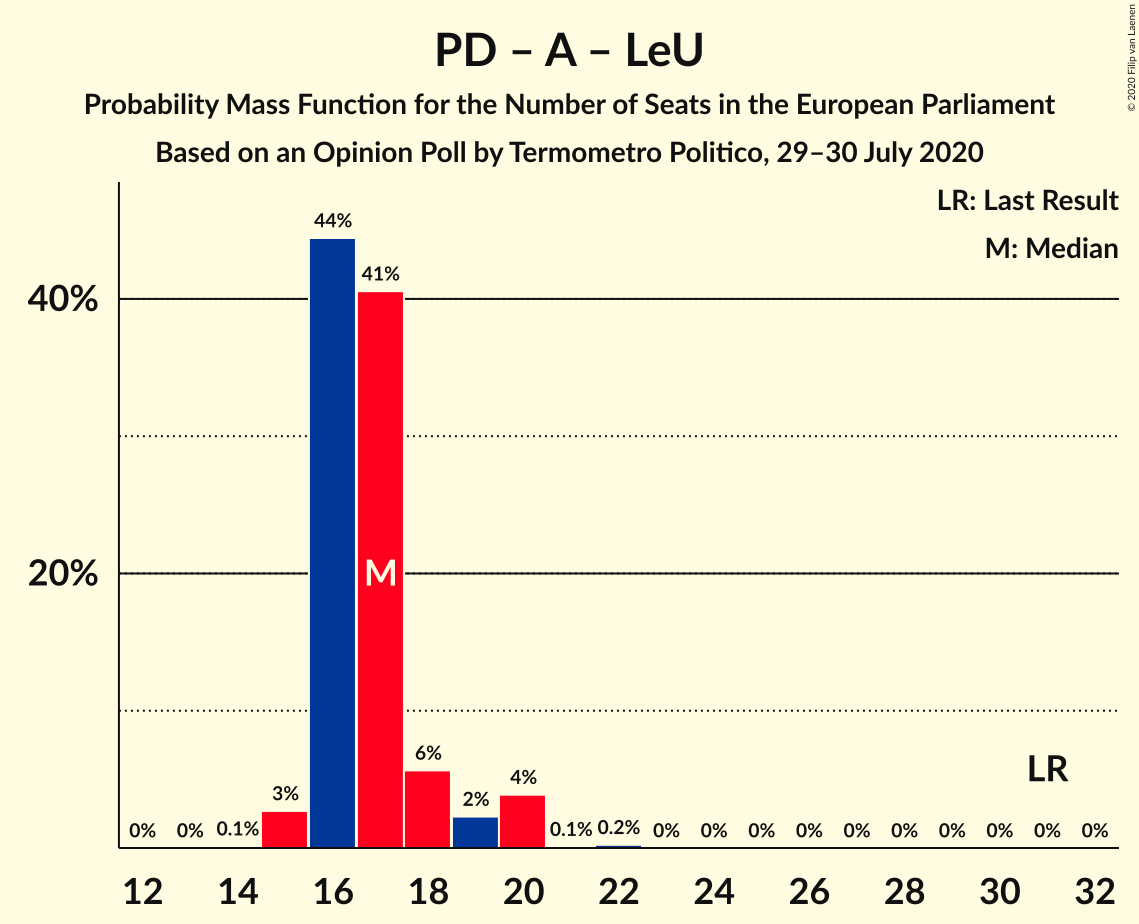 PD – A – LeU
Probability Mass Function for the Number of Seats in the European Parliament
Based on an Opinion Poll by Termometro Politico, 29–30 July 2020
© 2020 Filip van Laenen
LR: Last Result
M: Median
44%
41%
40%
M
20%
LR
6%
4%
3%
2%
0% 0% 0.1% 0.1% 0.2% 0% 0% 0% 0% 0% 0% 0% 0% 0% 0%
12 14 16 18 20 22 24 26 28 30 32